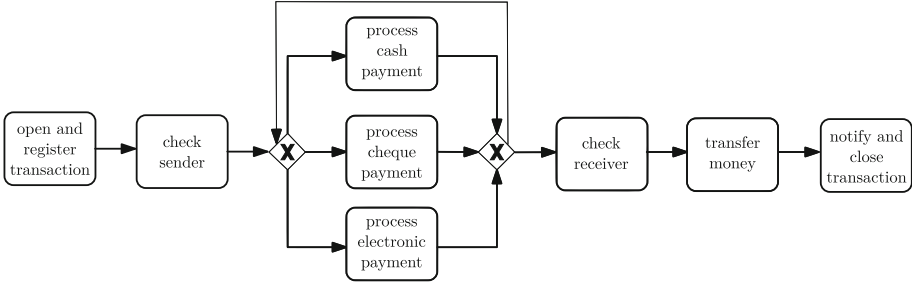 open and
register
transaction
check
sender
X
process
cash
payment
process
cheque
payment
process
electronic
payment
X
check
receiver
transfer
money
notify and
close
transaction